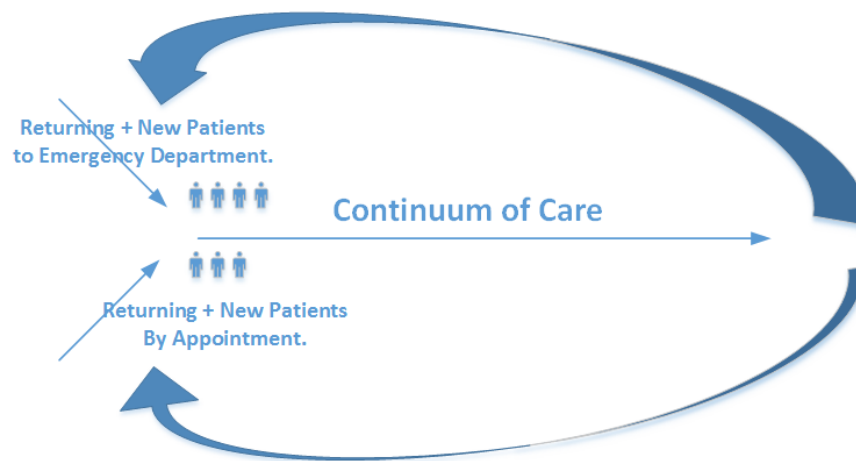 Returning + New Patients
to Emergency Department.
Continuum of Care
Returning + New Patients
By Appointment.